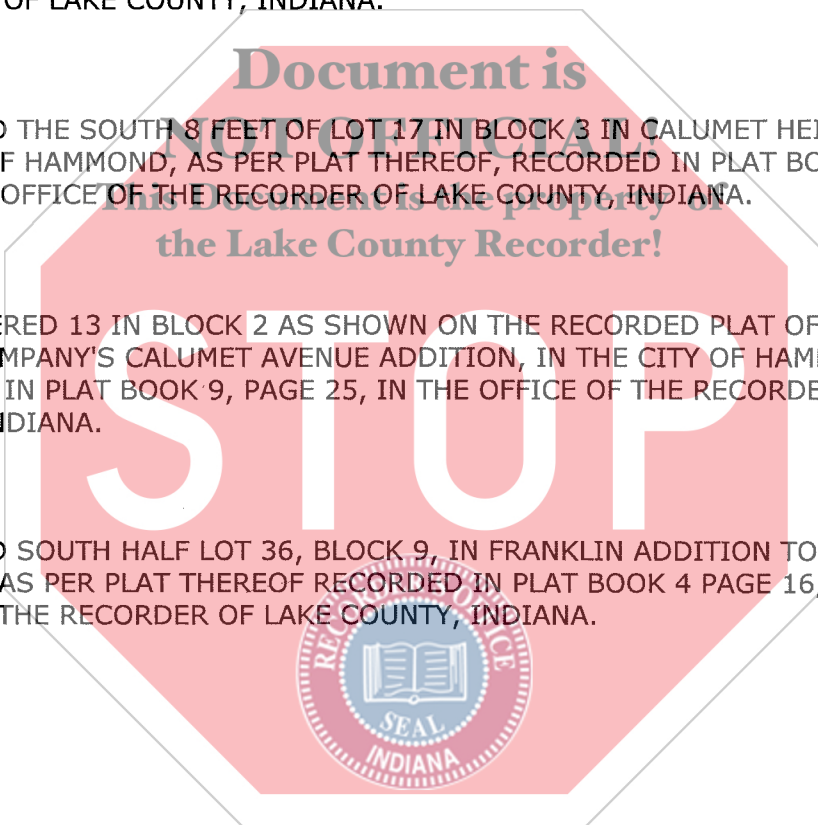 OF LAKE COUNTY, INDIANA.
Document is
THE SOUTH 8 FEET OF LOT 17 IN BLOCK 3 IN CALUMET HEI
NOT OFFICIAL!
F HAMMOND, AS PER PLAT THEREOF, RECORDED IN PLAT BO
OFFICE OF THE RECORDER OF LAKE COUNTY, INDIANA.
This Document is the property of
the Lake County Recorder!
ERED 13 IN BLOCK 2 AS SHOWN ON THE RECORDED PLAT OF
MPANY'S CALUMET AVENUE ADDITION, IN THE CITY OF HAM
IN PLAT BOOK 9, PAGE 25, IN THE OFFICE OF THE RECORDE
NDIANA.
STOP
SOUTH HALF LOT 36, BLOCK 9, IN FRANKLIN ADDITION TO
AS PER PLAT THEREOF RECORDED IN PLAT BOOK 4 PAGE 16,
THE RECORDER OF LAKE COUNTY, INDIANA.
RECORDER'S OFFICE
SEAL
INDIANA